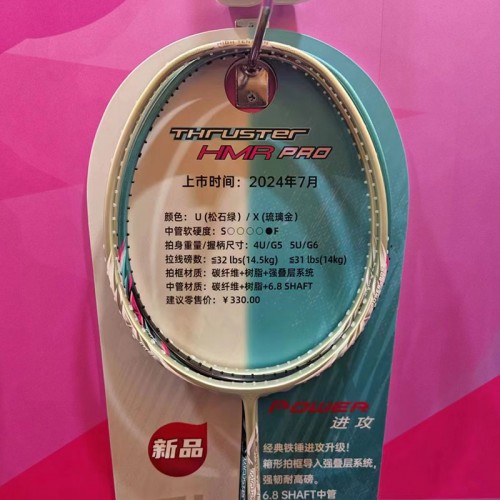 THRUSTER
HMR PRO
上市时间：2024年7月
颜色：U (松石绿) / X (琉璃金)
中管软硬度：S○○○○●F
拍身重量/握柄尺寸：4U/G5 5U/G6
拉线磅数：≦32 lbs(14.5kg) ≦31 lbs(14kg)
拍框材质：碳纤维+树脂+强叠层系统
中管材质：碳纤维+树脂+6.8 SHAFT
建议零售价：￥330.00
新品
POWER
进攻
经典铁锤进攻升级！
箱形拍框导入强叠层系统，
强韧耐高磅。
6.8 SHAFT中管